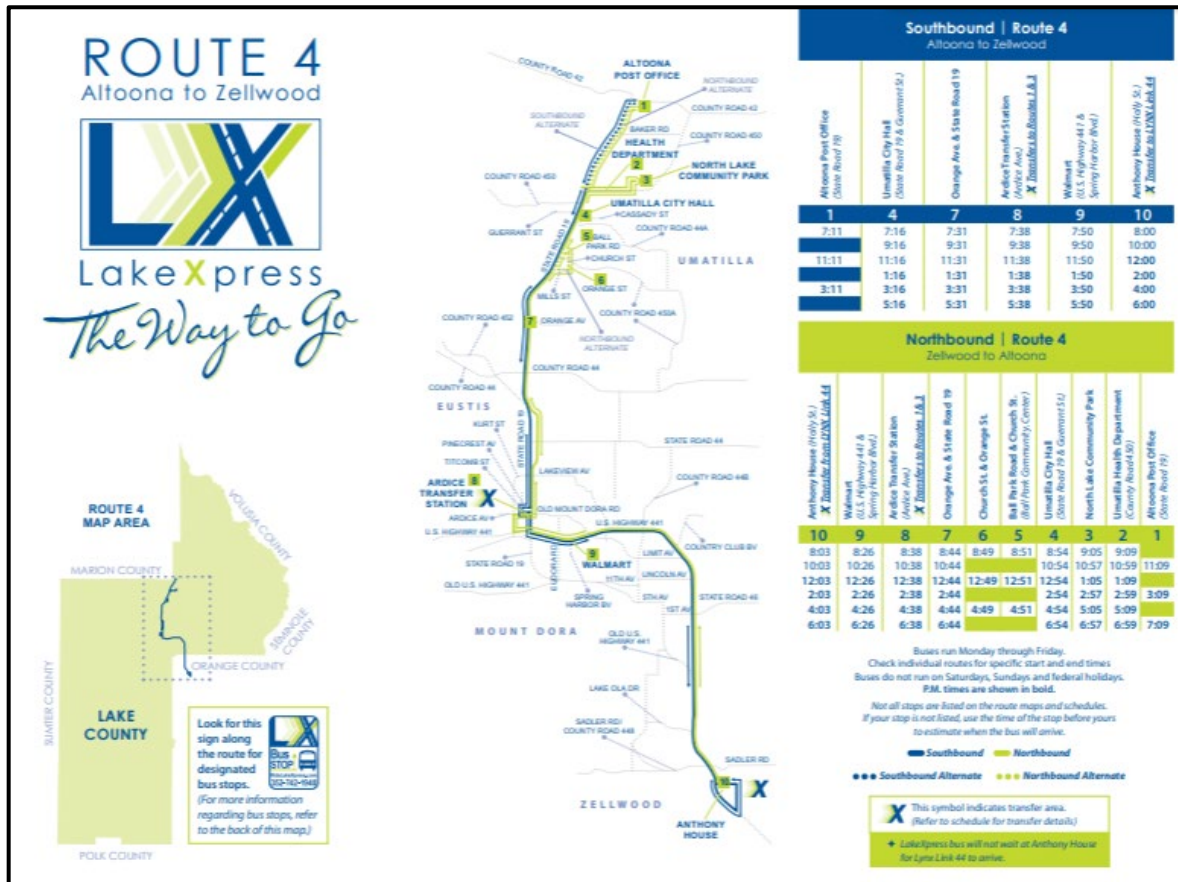 ROUTE 4
Altoona to Zellwood
LX
LakeXpress
The Way to Go
ROUTE 4
MAP AREA
VOLUSIA COUNTY
MARION COUNTY
SEMINOLE COUNTY
ORANGE COUNTY
SUMTER COUNTY
LAKE
COUNTY
POLK COUNTY
Look for this
sign along
the route for
designated
bus stops.
(For more information
regarding bus stops, refer
to the back of this map.)
LX
BUS
STOP
352-742-1940
COUNTY ROAD 42
ALTOONA
POST OFFICE
NORTHBOUND
ALTERNATE
1
COUNTY ROAD 42
SOUTHBOUND
ALTERNATE
BAKER RD
COUNTY ROAD 450
HEALTH
DEPARTMENT
2
NORTH LAKE
COMMUNITY PARK
3
COUNTY ROAD 450
UMATILLA CITY HALL
4
CASSADY ST
GUERRANT ST
COUNTY ROAD 44A
5
BALL
PARK RD
STATE ROAD 19
CHURCH ST
UMATILLA
6
ORANGE ST
MILLS ST
COUNTY ROAD 450A
COUNTY ROAD 452
7
ORANGE AV
NORTHBOUND
ALTERNATE
COUNTY ROAD 44
COUNTY ROAD 44
EUSTIS
KURT ST
STATE ROAD 19
STATE ROAD 44
PINECREST AV
TITCOMB ST
LAKEVIEW AV
COUNTY ROAD 44B
8
ARDICE
TRANSFER
STATION
X
OLD MOUNT DORA RD
ARDICE AV
U.S. HIGHWAY 441
U.S. HIGHWAY 441
COUNTRY CLUB BV
9
WALMART
LIMIT AV
STATE ROAD 19
LINCOLN AV
11TH AV
OLD U.S. HIGHWAY 441
EUDORA RD
SPRING
HARBOR BV
5TH AV
STATE ROAD 46
1ST AV
MOUNT DORA
OLD U.S.
HIGHWAY 441
LAKE OLA DR
SADLER RD/
COUNTY ROAD 448
SADLER RD
10
X
ZELLWOOD
ANTHONY
HOUSE
Southbound | Route 4
Altoona to Zellwood
Altoona Post Office
(State Road 19)
Umatilla City Hall
(State Road 19 & Guerrant St.)
Orange Ave. & State Road 19
Ardice Transfer Station
(Ardice Ave.)
X Transfers to Routes 1 & 3
Walmart
(U.S. Highway 441 &
Spring Harbor Blvd.)
Anthony House (Holly St.)
X Transfer to LYNX Link 44
1 4 7 8 9 10
7:11 7:16 7:31 7:38 7:50 8:00
9:16 9:31 9:38 9:50 10:00
11:11 11:16 11:31 11:38 11:50 12:00
1:16 1:31 1:38 1:50 2:00
3:11 3:16 3:31 3:38 3:50 4:00
5:16 5:31 5:38 5:50 6:00
Northbound | Route 4
Zellwood to Altoona
Anthony House (Holly St.)
X Transfer from LYNX Link 44
Walmart
(U.S. Highway 441 &
Spring Harbor Blvd.)
Ardice Transfer Station
(Ardice Ave.)
X Transfers to Routes 1 & 3
Orange Ave. & State Road 19
Church St. & Orange St.
Ball Park Road & Church St.
(Ball Park Community Center)
Umatilla City Hall
(State Road 19 & Guerrant St.)
North Lake Community Park
Umatilla Health Department
(County Road 450)
Altoona Post Office
(State Road 19)
10 9 8 7 6 5 4 3 2 1
8:03 8:26 8:38 8:44 8:49 8:51 8:54 9:05 9:09
10:03 10:26 10:38 10:44 10:54 10:57 10:59 11:09
12:03 12:26 12:38 12:44 12:49 12:51 12:54 1:05 1:09
2:03 2:26 2:38 2:44 2:54 2:57 2:59 3:09
4:03 4:26 4:38 4:44 4:49 4:51 4:54 5:05 5:09
6:03 6:26 6:38 6:44 6:54 6:57 6:59 7:09
Buses run Monday through Friday.
Check individual routes for specific start and end times
Buses do not run on Saturdays, Sundays and federal holidays.
P.M. times are shown in bold.
Not all stops are listed on the route maps and schedules.
If your stop is not listed, use the time of the stop before yours
to estimate when the bus will arrive.
Southbound Northbound
Southbound Alternate Northbound Alternate
X This symbol indicates transfer area.
(Refer to schedule for transfer details)
+ LakeXpress bus will not wait at Anthony House
for Lynx Link 44 to arrive.